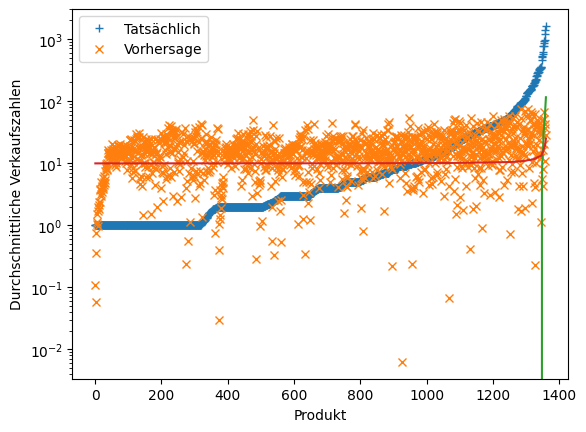 Tatsächlich
Vorhersage
Durchschnittliche Verkaufszahlen
10³
10²
10¹
10⁰
10⁻¹
10⁻²
0 200 400 600 800 1000 1200 1400
Produkt